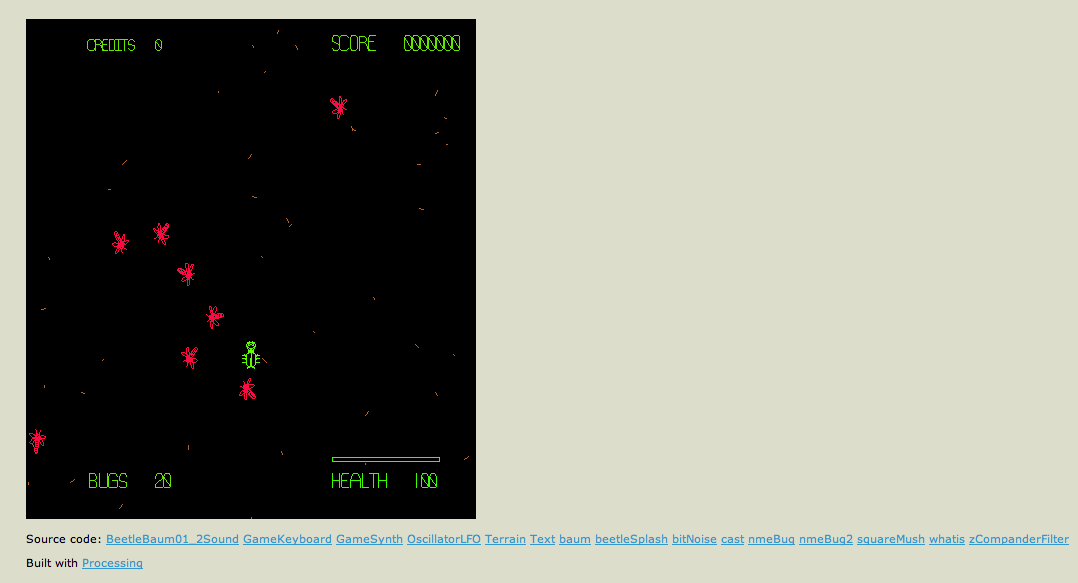 CREDITS 0 SCORE 0000000
BUGS 20 HEALTH 100
Source code: BeetleBaum01_2Sound GameKeyboard GameSynth OscillatorLFO Terrain Text baum beetleSplash bitNoise cast nmeBug nmeBug2 squareMush whatis zCompanderFilter
Built with Processing